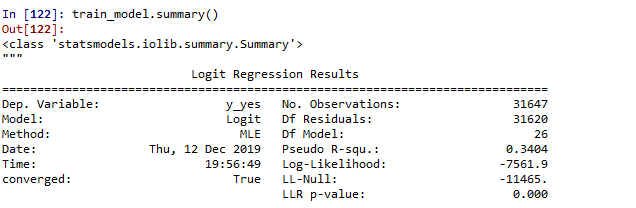 In [122]: train_model.summary()
Out[122]:
<class 'statsmodels.iolib.summary.Summary'>
"""
                           Logit Regression Results
==============================================================================
Dep. Variable:                  y_yes   No. Observations:                31647
Model:                          Logit   Df Residuals:                    31620
Method:                           MLE   Df Model:                           26
Date:                Thu, 12 Dec 2019   Pseudo R-squ.:                  0.3404
Time:                        19:56:49   Log-Likelihood:                -7561.9
converged:                       True   LL-Null:                       -11465.
                                        LLR p-value:                     0.000